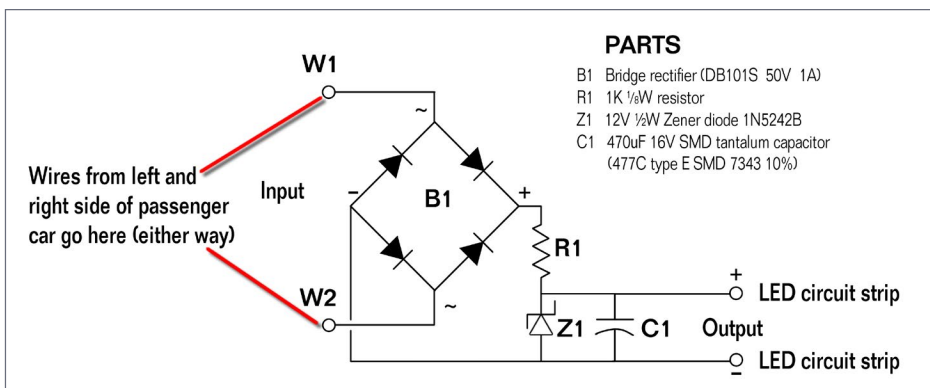 PARTS
B1 Bridge rectifier (DB101S 50V 1A)
R1 1K ⅛W resistor
Z1 12V ½W Zener diode 1N5242B
C1 470uF 16V SMD tantalum capacitor
(477C type E SMD 7343 10%)
W1
~
Wires from left and
right side of passenger
car go here (either way)
Input
−
B1
+
R1
W2
~
Z1
C1
Output
+
LED circuit strip
LED circuit strip
−